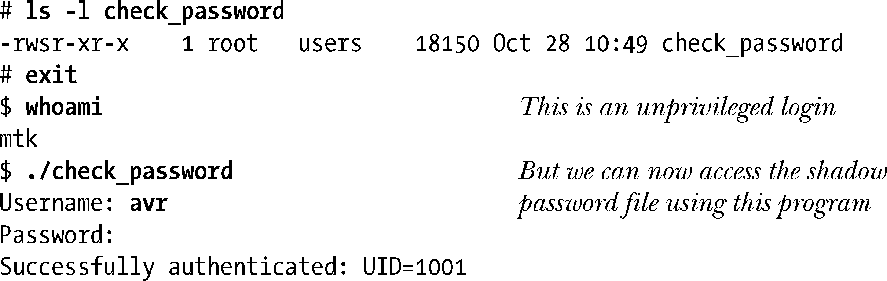 # ls -l check_password
-rwsr-xr-x    1 root   users    18150 Oct 28 10:49 check_password
# exit
$ whoami                              This is an unprivileged login
mtk
$ ./check_password                    But we can now access the shadow
Username: avr                         password file using this program
Password:
Successfully authenticated: UID=1001